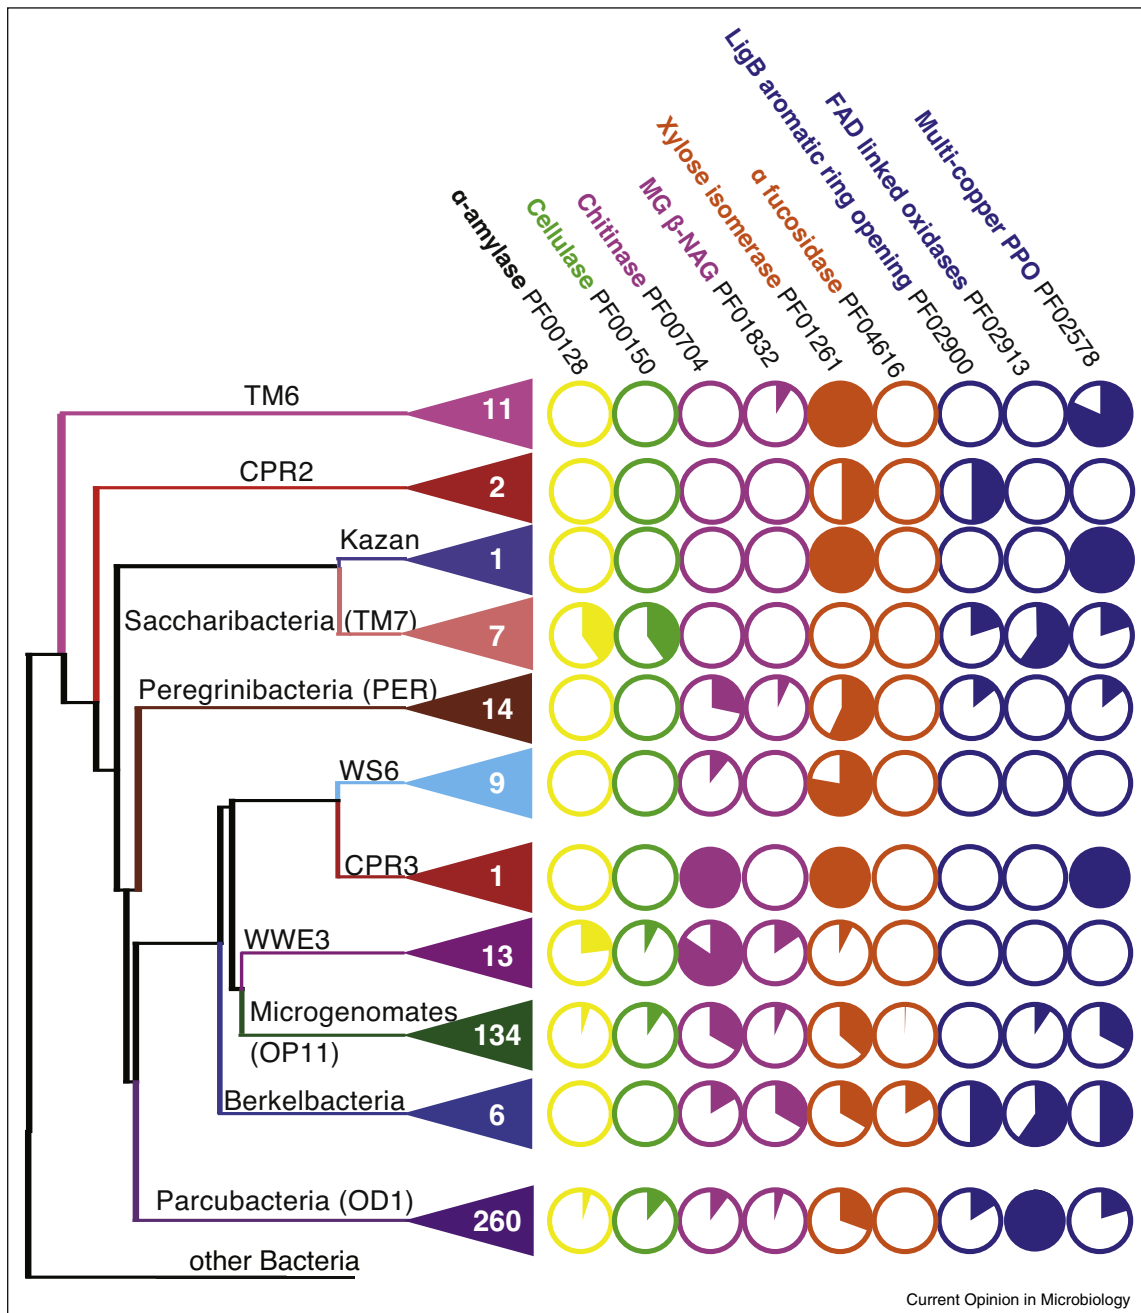 α-amylase PF00128
Cellulase PF00150
Chitinase PF00704
MG β-NAG PF01832
Xylose isomerase PF01261
α fucosidase PF04616
LigB aromatic ring opening PF02900
FAD linked oxidases PF02913
Multi-copper PPO PF02578
TM6
11
CPR2
2
Kazan
1
Saccharibacteria (TM7)
7
Peregrinibacteria (PER)
14
WS6
9
CPR3
1
WWE3
13
Microgenomates
(OP11)
134
Berkelbacteria
6
Parcubacteria (OD1)
260
other Bacteria
Current Opinion in Microbiology